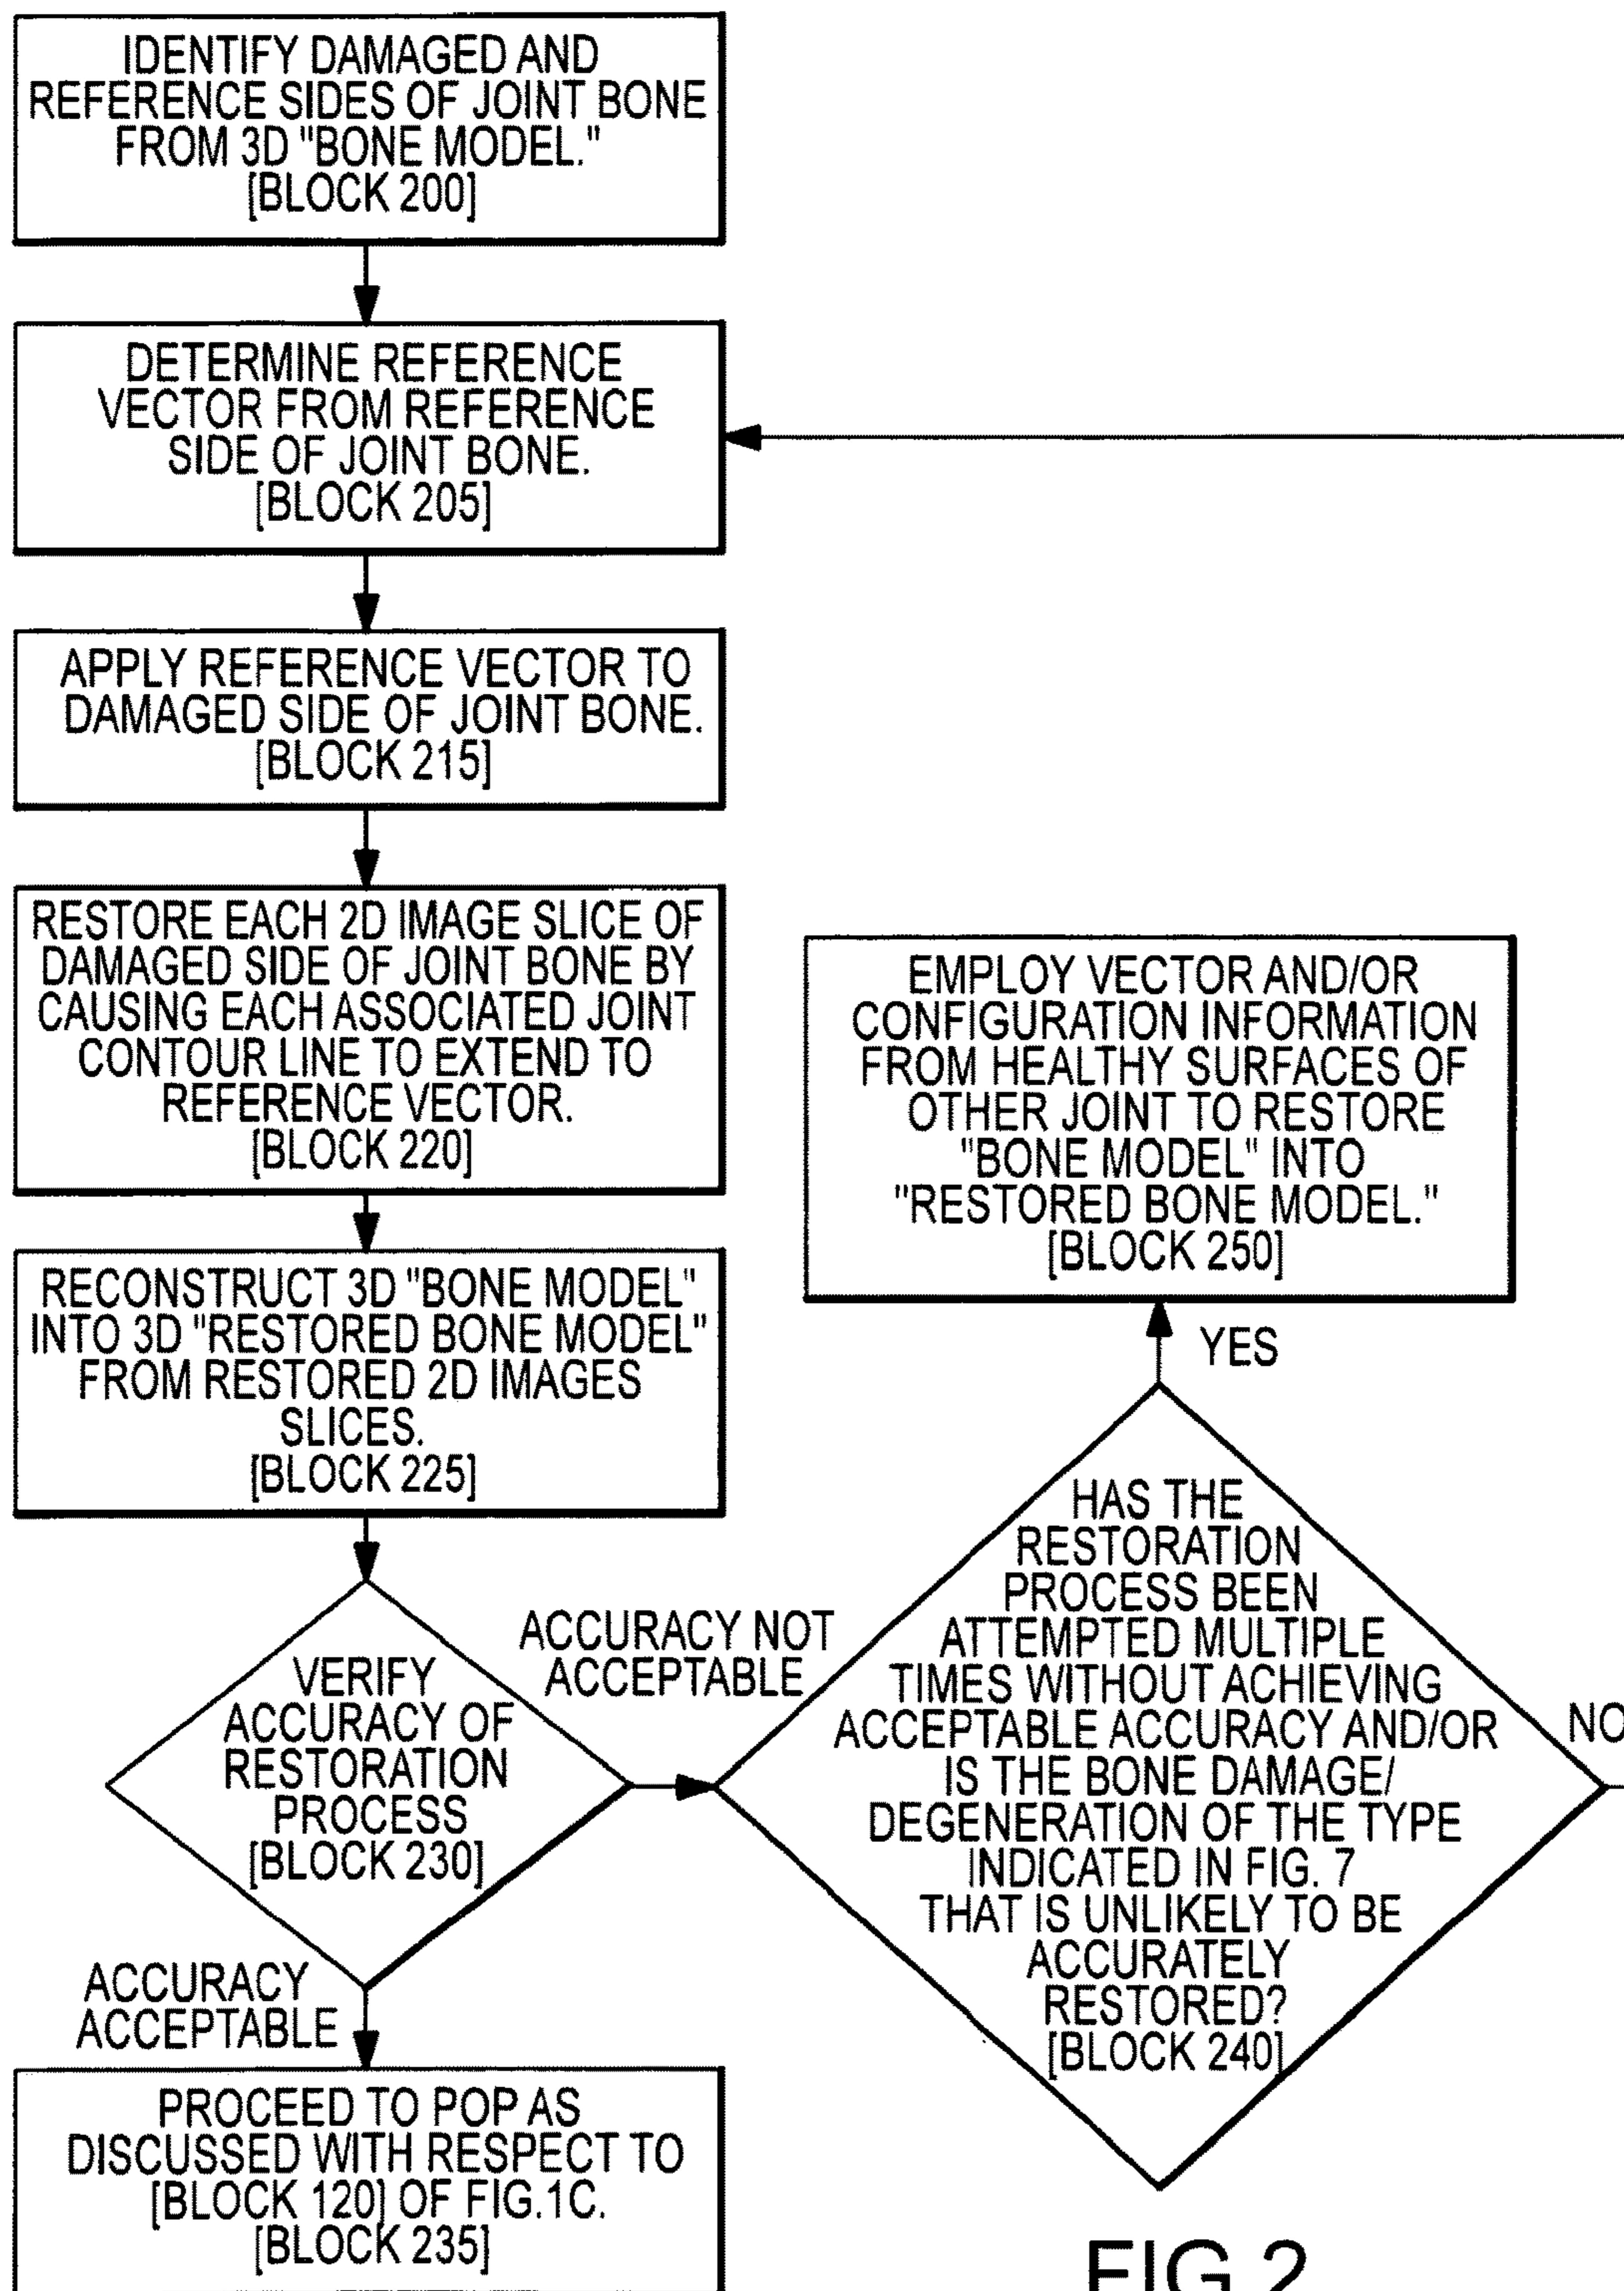 IDENTIFY DAMAGED AND
REFERENCE SIDES OF JOINT BONE
FROM 3D "BONE MODEL."
[BLOCK 200]
DETERMINE REFERENCE
VECTOR FROM REFERENCE
SIDE OF JOINT BONE.
[BLOCK 205]
APPLY REFERENCE VECTOR TO
DAMAGED SIDE OF JOINT BONE.
[BLOCK 215]
RESTORE EACH 2D IMAGE SLICE OF
DAMAGED SIDE OF JOINT BONE BY
CAUSING EACH ASSOCIATED JOINT
CONTOUR LINE TO EXTEND TO
REFERENCE VECTOR.
[BLOCK 220]
RECONSTRUCT 3D "BONE MODEL"
INTO 3D "RESTORED BONE MODEL"
FROM RESTORED 2D IMAGES
SLICES.
[BLOCK 225]
VERIFY
ACCURACY OF
RESTORATION
PROCESS
[BLOCK 230]
ACCURACY
ACCEPTABLE
PROCEED TO POP AS
DISCUSSED WITH RESPECT TO
[BLOCK 120] OF FIG.1C.
[BLOCK 235]
ACCURACY NOT
ACCEPTABLE
HAS THE
RESTORATION
PROCESS BEEN
ATTEMPTED MULTIPLE
TIMES WITHOUT ACHIEVING
ACCEPTABLE ACCURACY AND/OR
IS THE BONE DAMAGE/
DEGENERATION OF THE TYPE
INDICATED IN FIG. 7
THAT IS UNLIKELY TO BE
ACCURATELY
RESTORED?
[BLOCK 240]
YES
NO
EMPLOY VECTOR AND/OR
CONFIGURATION INFORMATION
FROM HEALTHY SURFACES OF
OTHER JOINT TO RESTORE
"BONE MODEL" INTO
"RESTORED BONE MODEL."
[BLOCK 250]
FIG.2